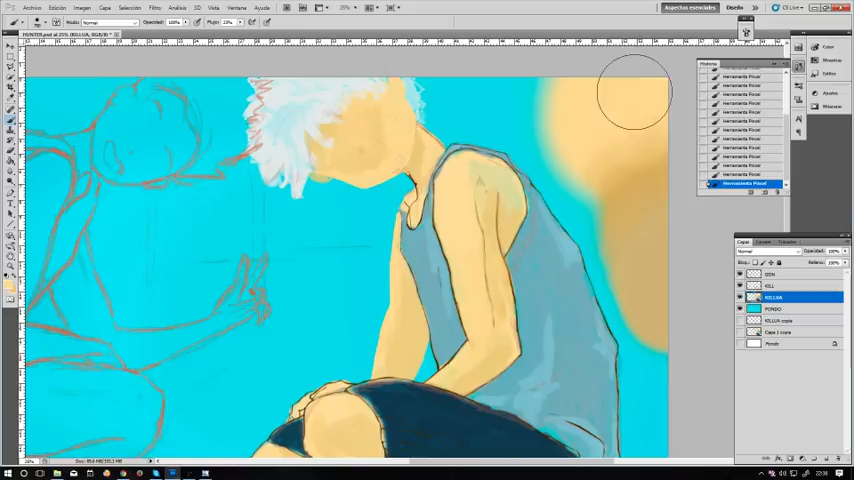 Archivo Edición Imagen Capa Selección Filtro Análisis 3D Vista Ventana Ayuda 25%
Aspectos esenciales Diseño CS Live
700 Modo: Normal Opacidad: 100% Flujo: 23%
HUNTER.psd al 25% (KILLUA, RGB/8) *
Historia
Herramienta Pincel
Herramienta Pincel
Herramienta Pincel
Herramienta Pincel
Herramienta Pincel
Herramienta Pincel
Herramienta Pincel
Herramienta Pincel
Herramienta Pincel
Herramienta Pincel
Herramienta Pincel
Herramienta Pincel
Color
Muestras
Estilos
Ajustes
Máscaras
Capas Canales Trazados
Normal Opacidad: 100%
Bloq.: Relleno: 100%
GON
KILL
KILLUA
FONDO
KILLUA copia
Capa 1 copia
Fondo
22:36